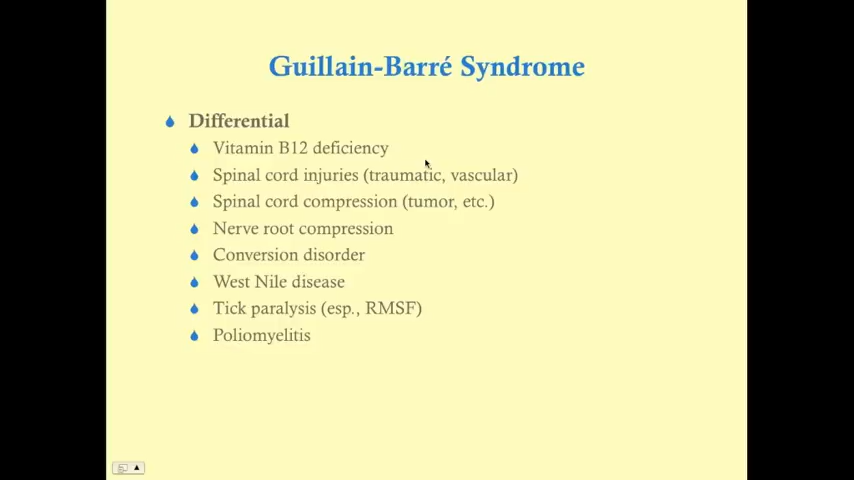 Guillain-Barré Syndrome
Differential
Vitamin B12 deficiency
Spinal cord injuries (traumatic, vascular)
Spinal cord compression (tumor, etc.)
Nerve root compression
Conversion disorder
West Nile disease
Tick paralysis (esp., RMSF)
Poliomyelitis